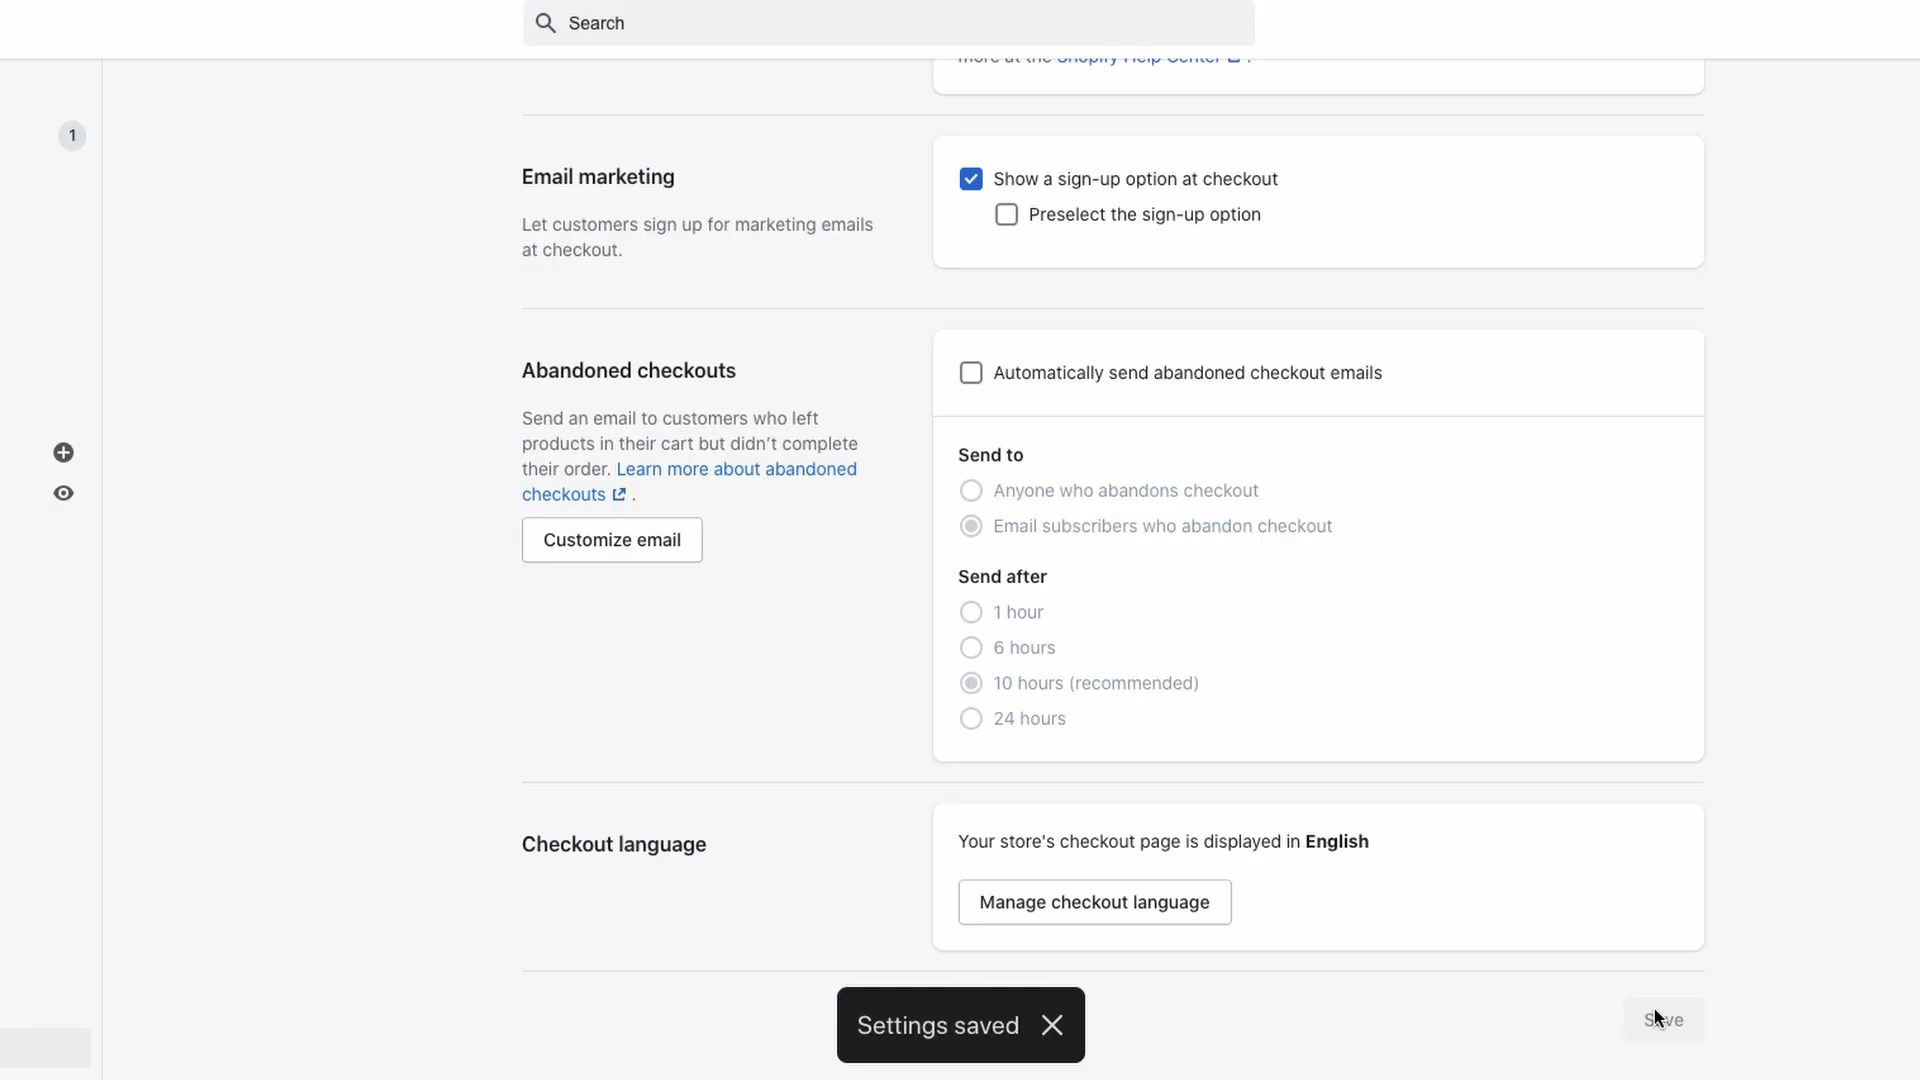 Search
more at the Shopify Help Center .
1
Email marketing
Let customers sign up for marketing emails
at checkout.
Show a sign-up option at checkout
Preselect the sign-up option
Abandoned checkouts
Send an email to customers who left
products in their cart but didn’t complete
their order. Learn more about abandoned
checkouts .
Customize email
Automatically send abandoned checkout emails
Send to
Anyone who abandons checkout
Email subscribers who abandon checkout
Send after
1 hour
6 hours
10 hours (recommended)
24 hours
Checkout language
Your store's checkout page is displayed in English
Manage checkout language
Settings saved
Save